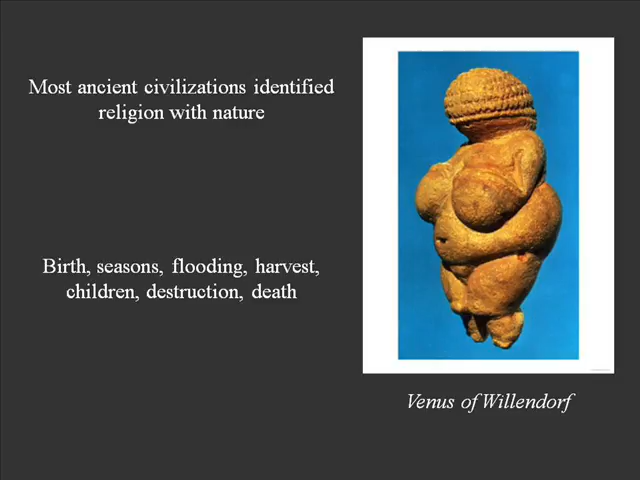 Most ancient civilizations identified
religion with nature
Birth, seasons, flooding, harvest,
children, destruction, death
Venus of Willendorf